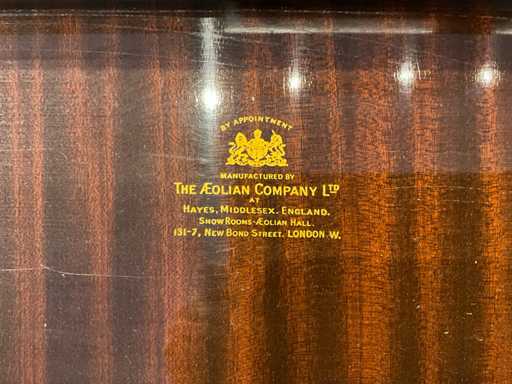 BY APPOINTMENT
MANUFACTURED BY
THE ÆOLIAN COMPANY LTD
AT
HAYES, MIDDLESEX. ENGLAND.
SHOW ROOMS-ÆOLIAN HALL.
131-7, NEW BOND STREET. LONDON W.